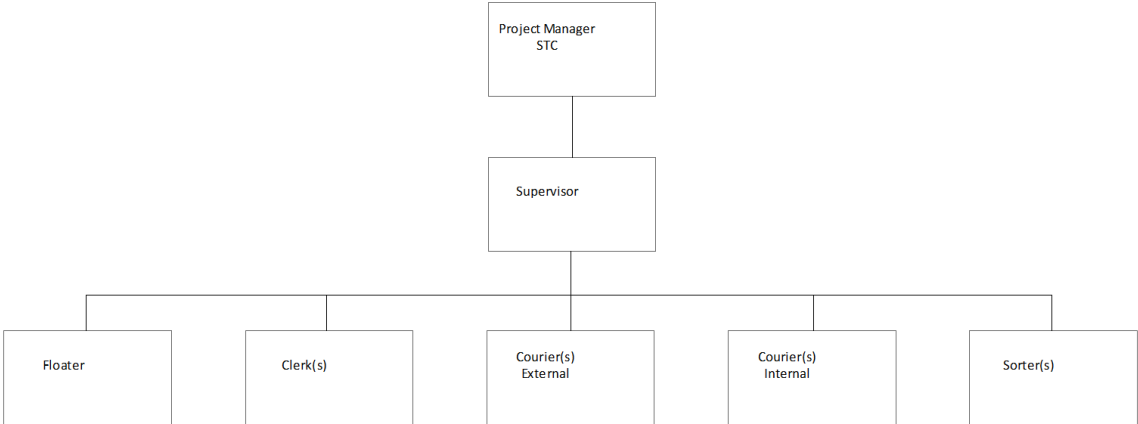 Project Manager
STC
Supervisor
Floater
Clerk(s)
Courier(s)
External
Courier(s)
Internal
Sorter(s)